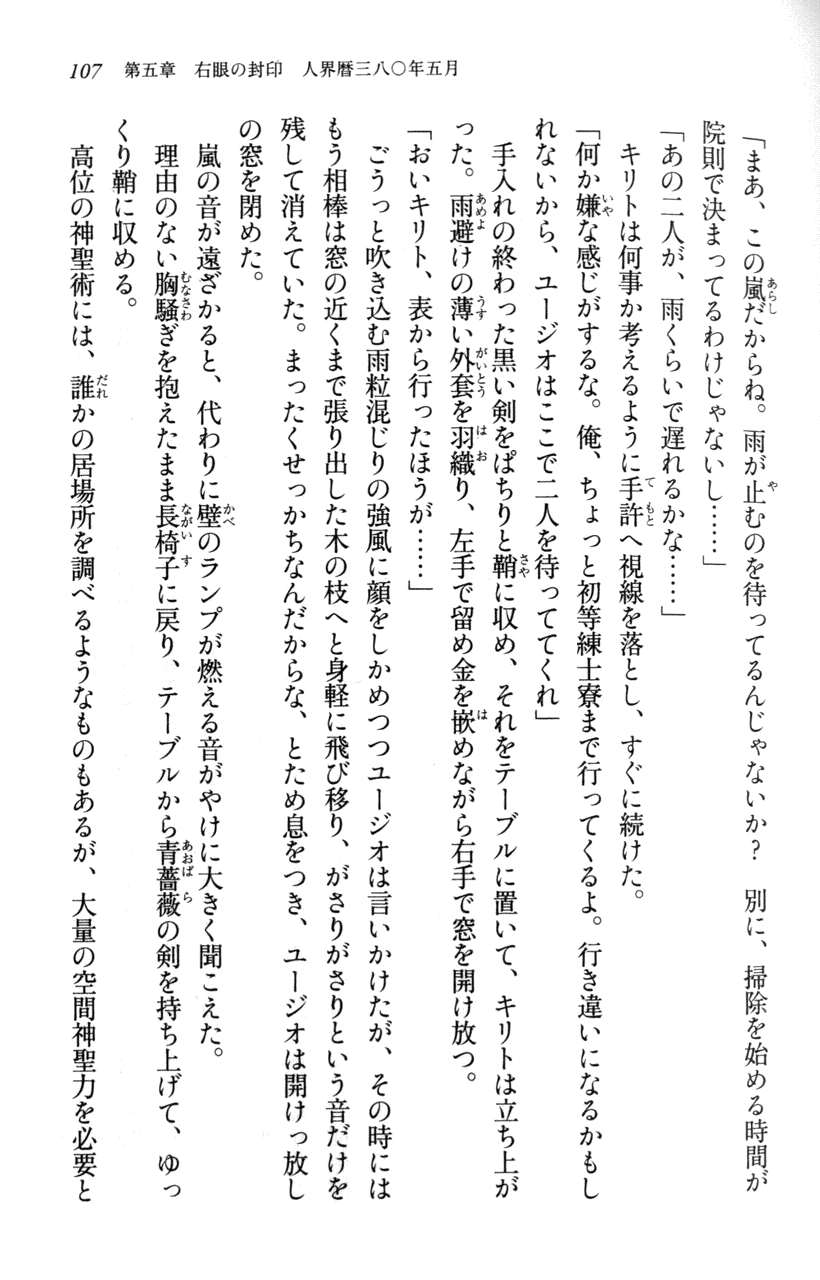 107　第五章　右眼の封印　人界暦三八〇年五月
「まあ、この嵐だからね。雨が止むのを待ってるんじゃないか？　別に、掃除を始める時間が
院則で決まってるわけじゃないし……」
「あの二人が、雨くらいで遅れるかな……」
　キリトは何事か考えるように手許へ視線を落とし、すぐに続けた。
「何か嫌な感じがするな。俺、ちょっと初等練士寮まで行ってくるよ。行き違いになるかもし
れないから、ユージオはここで二人を待っててくれ」
　手入れの終わった黒い剣をぱちりと鞘に収め、それをテーブルに置いて、キリトは立ち上が
った。雨避けの薄い外套を羽織り、左手で留め金を嵌めながら右手で窓を開け放つ。
「おいキリト、表から行ったほうが……」
　ごうっと吹き込む雨粒混じりの強風に顔をしかめつつユージオは言いかけたが、その時には
もう相棒は窓の近くまで張り出した木の枝へと身軽に飛び移り、がさりがさりという音だけを
残して消えていた。まったくせっかちなんだからな、とため息をつき、ユージオは開けっ放し
の窓を閉めた。
　嵐の音が遠ざかると、代わりに壁のランプが燃える音がやけに大きく聞こえた。
　理由のない胸騒ぎを抱えたまま長椅子に戻り、テーブルから青薔薇の剣を持ち上げて、ゆっ
くり鞘に収める。
　高位の神聖術には、誰かの居場所を調べるようなものもあるが、大量の空間神聖力を必要と